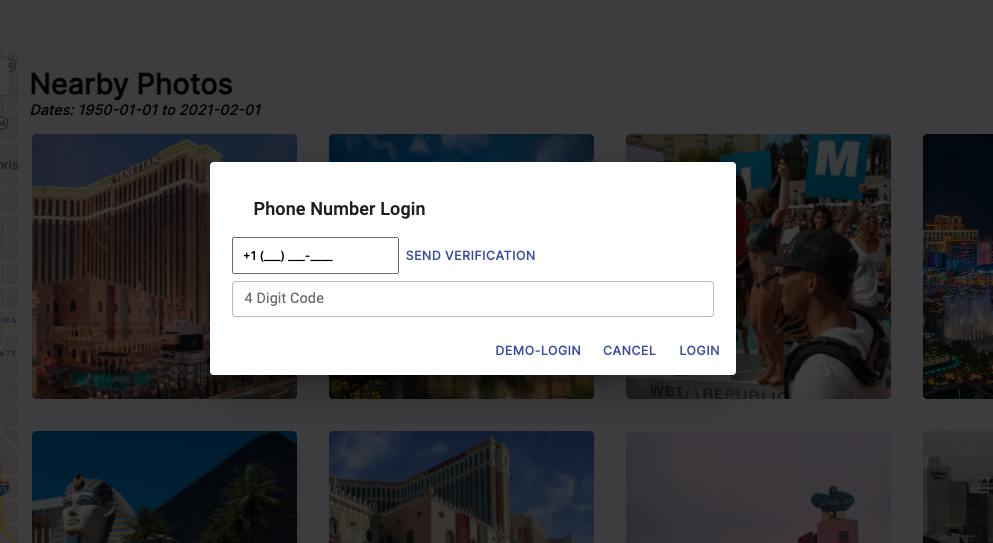 Nearby Photos
Dates: 1950-01-01 to 2021-02-01
M
Phone Number Login
+1 (___) ___-____ SEND VERIFICATION
4 Digit Code
DEMO-LOGIN CANCEL LOGIN
WET( )REPUBLIC